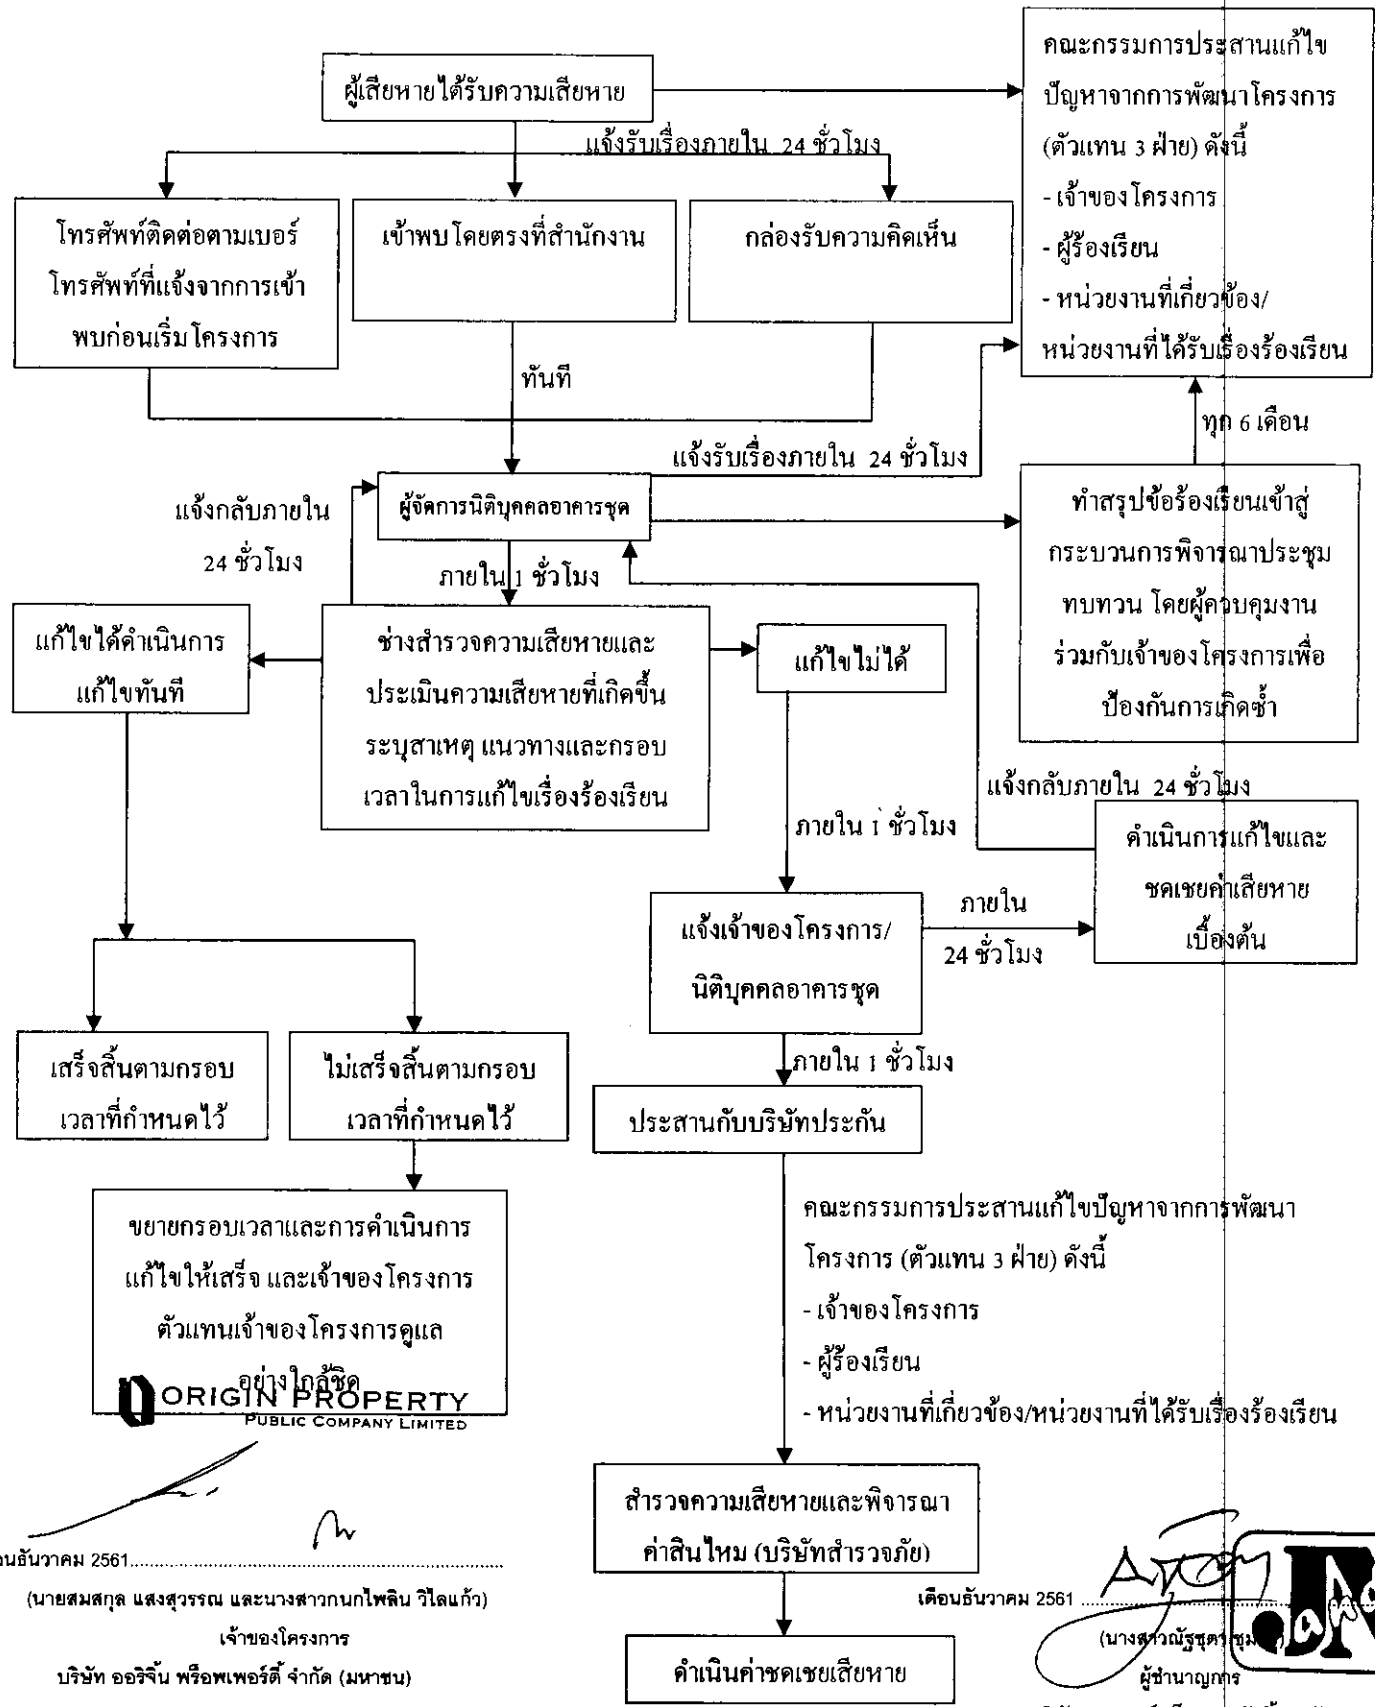 ผู้เสียหายได้รับความเสียหาย
คณะกรรมการประสานแก้ไข
ปัญหาจากการพัฒนาโครงการ
(ตัวแทน 3 ฝ่าย) ดังนี้
- เจ้าของโครงการ
- ผู้ร้องเรียน
- หน่วยงานที่เกี่ยวข้อง/
หน่วยงานที่ได้รับเรื่องร้องเรียน
แจ้งรับเรื่องภายใน 24 ชั่วโมง
โทรศัพท์ติดต่อตามเบอร์
โทรศัพท์ที่แจ้งจากการเข้า
พบก่อนเริ่มโครงการ
เข้าพบโดยตรงที่สำนักงาน
กล่องรับความคิดเห็น
ทันที
ทุก 6 เดือน
แจ้งรับเรื่องภายใน 24 ชั่วโมง
ผู้จัดการนิติบุคคลอาคารชุด
แจ้งกลับภายใน
24 ชั่วโมง
ภายใน 1 ชั่วโมง
ทำสรุปข้อร้องเรียนเข้าสู่
กระบวนการพิจารณาประชุม
ทบทวน โดยผู้ควบคุมงาน
ร่วมกับเจ้าของโครงการเพื่อ
ป้องกันการเกิดซ้ำ
แก้ไขได้ดำเนินการ
แก้ไขทันที
ช่างสำรวจความเสียหายและ
ประเมินความเสียหายที่เกิดขึ้น
ระบุสาเหตุ แนวทางและกรอบ
เวลาในการแก้ไขเรื่องร้องเรียน
แก้ไขไม่ได้
แจ้งกลับภายใน 24 ชั่วโมง
ภายใน 1 ชั่วโมง
ดำเนินการแก้ไขและ
ชดเชยค่าเสียหาย
เบื้องต้น
แจ้งเจ้าของโครงการ/
นิติบุคคลอาคารชุด
ภายใน
24 ชั่วโมง
เสร็จสิ้นตามกรอบ
เวลาที่กำหนดไว้
ไม่เสร็จสิ้นตามกรอบ
เวลาที่กำหนดไว้
ภายใน 1 ชั่วโมง
ประสานกับบริษัทประกัน
ขยายกรอบเวลาและการดำเนินการ
แก้ไขให้เสร็จ และเจ้าของโครงการ
ตัวแทนเจ้าของโครงการดูแล
อย่างใกล้ชิด
คณะกรรมการประสานแก้ไขปัญหาจากการพัฒนา
โครงการ (ตัวแทน 3 ฝ่าย) ดังนี้
- เจ้าของโครงการ
- ผู้ร้องเรียน
- หน่วยงานที่เกี่ยวข้อง/หน่วยงานที่ได้รับเรื่องร้องเรียน
ORIGIN PROPERTY
PUBLIC COMPANY LIMITED
สำรวจความเสียหายและพิจารณา
ค่าสินไหม (บริษัทสำรวจภัย)
ดำเนินค่าชดเชยเสียหาย
อนธันวาคม 2561
(นายสมสกุล แสงสุวรรณ และนางสาวกนกไพลิน วิไลแก้ว)
เจ้าของโครงการ
บริษัท ออริจิ้น พร็อพเพอร์ตี้ จำกัด (มหาชน)
เดือนธันวาคม 2561
(นางสาวณัฐชุดา
ผู้ชำนาญการ